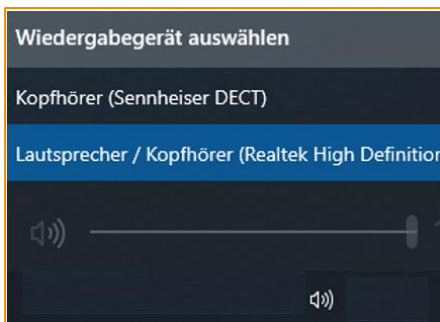 Wiedergabegerät auswählen
Kopfhörer (Sennheiser DECT)
Lautsprecher / Kopfhörer (Realtek High Definition